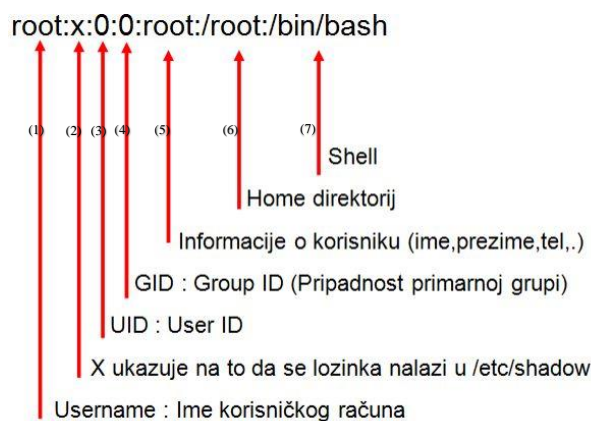 root:x:0:0:root:/root:/bin/bash
(1) (2) (3) (4) (5) (6) (7)
Shell
Home direktorij
Informacije o korisniku (ime,prezime,tel,.)
GID : Group ID (Pripadnost primarnoj grupi)
UID : User ID
X ukazuje na to da se lozinka nalazi u /etc/shadow
Username : Ime korisničkog računa